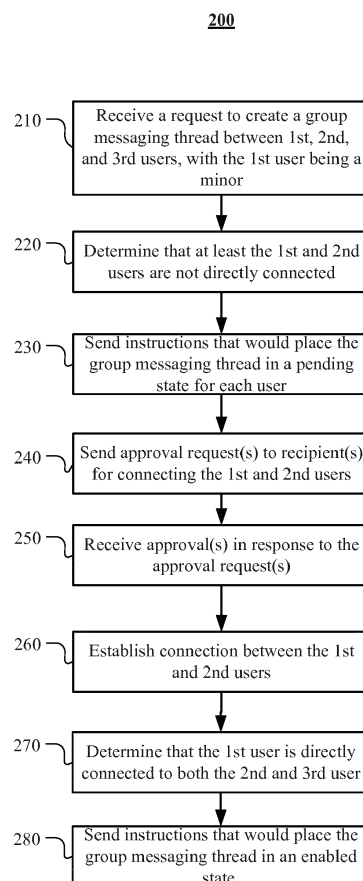 200
210
Receive a request to create a group
messaging thread between 1st, 2nd,
and 3rd users, with the 1st user being a
minor
220
Determine that at least the 1st and 2nd
users are not directly connected
230
Send instructions that would place the
group messaging thread in a pending
state for each user
240
Send approval request(s) to recipient(s)
for connecting the 1st and 2nd users
250
Receive approval(s) in response to the
approval request(s)
260
Establish connection between the 1st
and 2nd users
270
Determine that the 1st user is directly
connected to both the 2nd and 3rd user
280
Send instructions that would place the
group messaging thread in an enabled
state